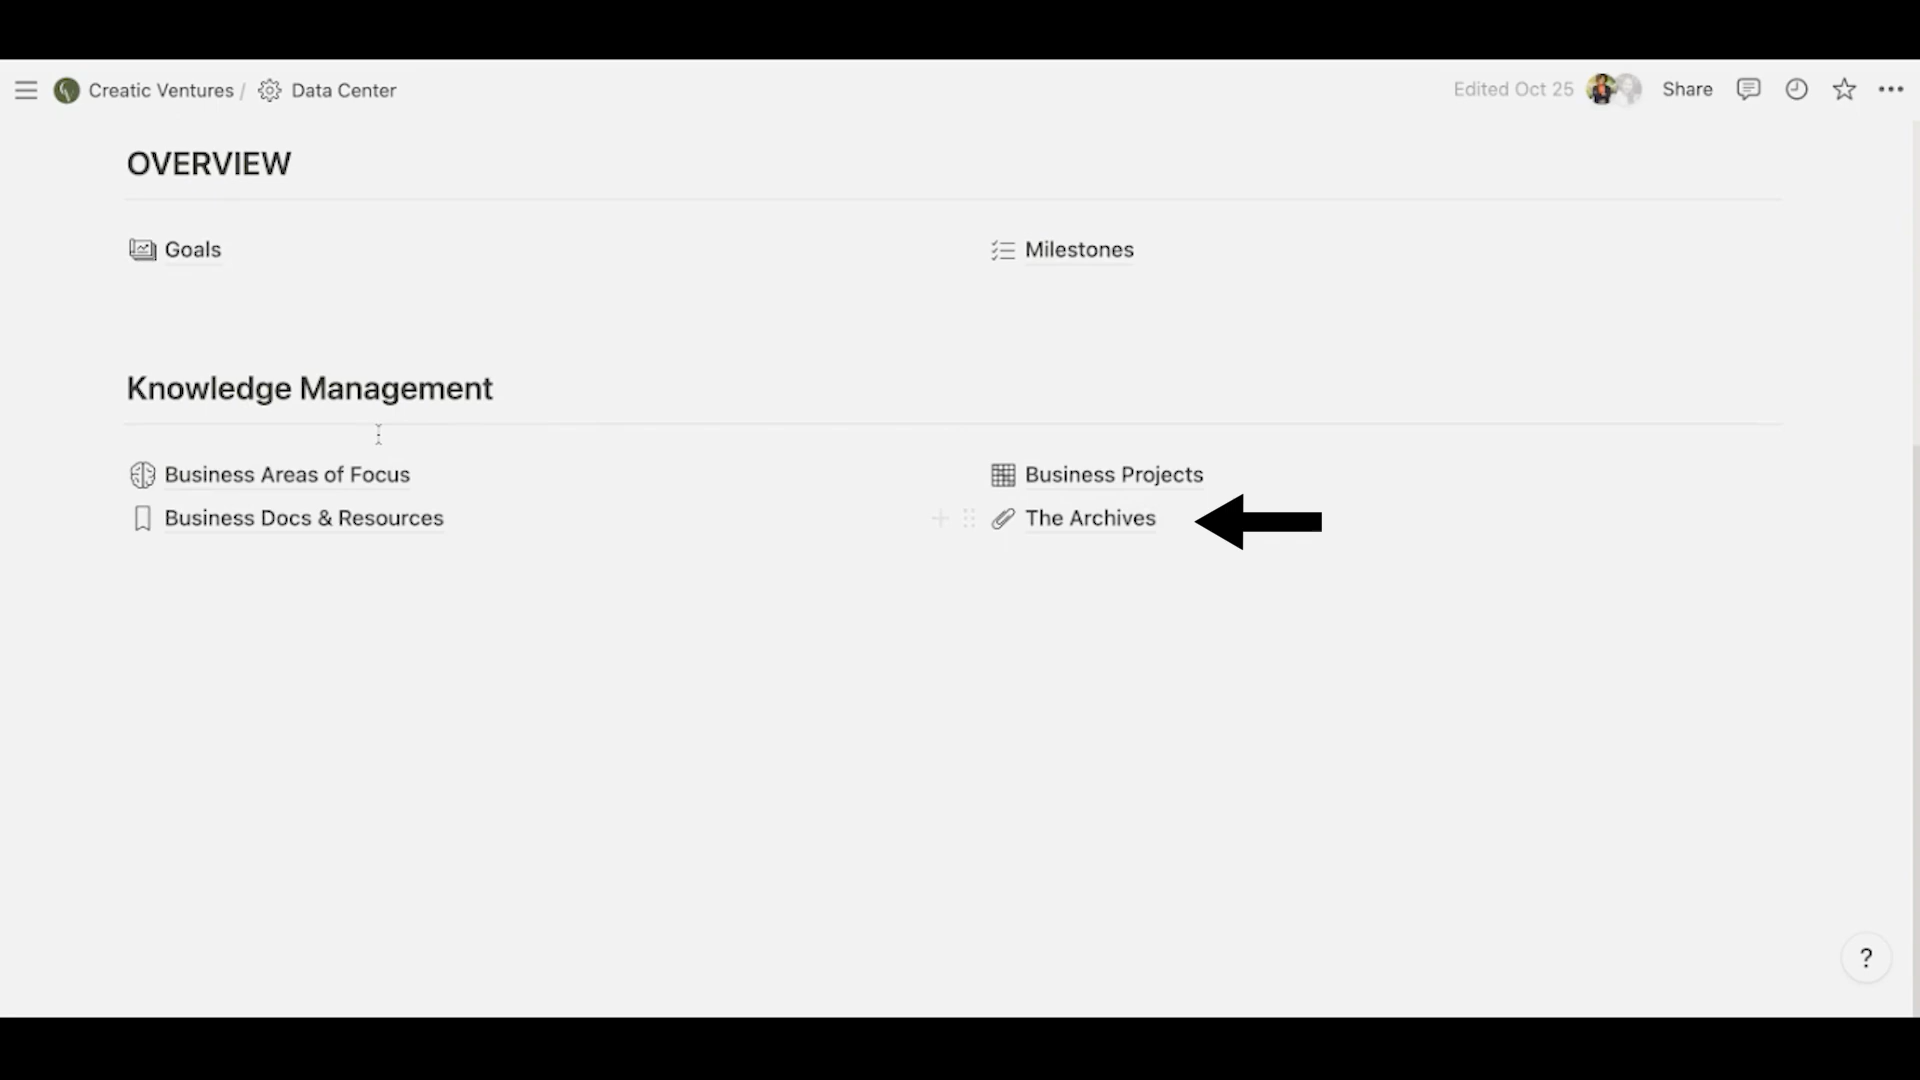 Creatic Ventures / Data Center
Edited Oct 25 Share
OVERVIEW
Goals
Milestones
Knowledge Management
Business Areas of Focus
Business Projects
Business Docs & Resources
The Archives
?